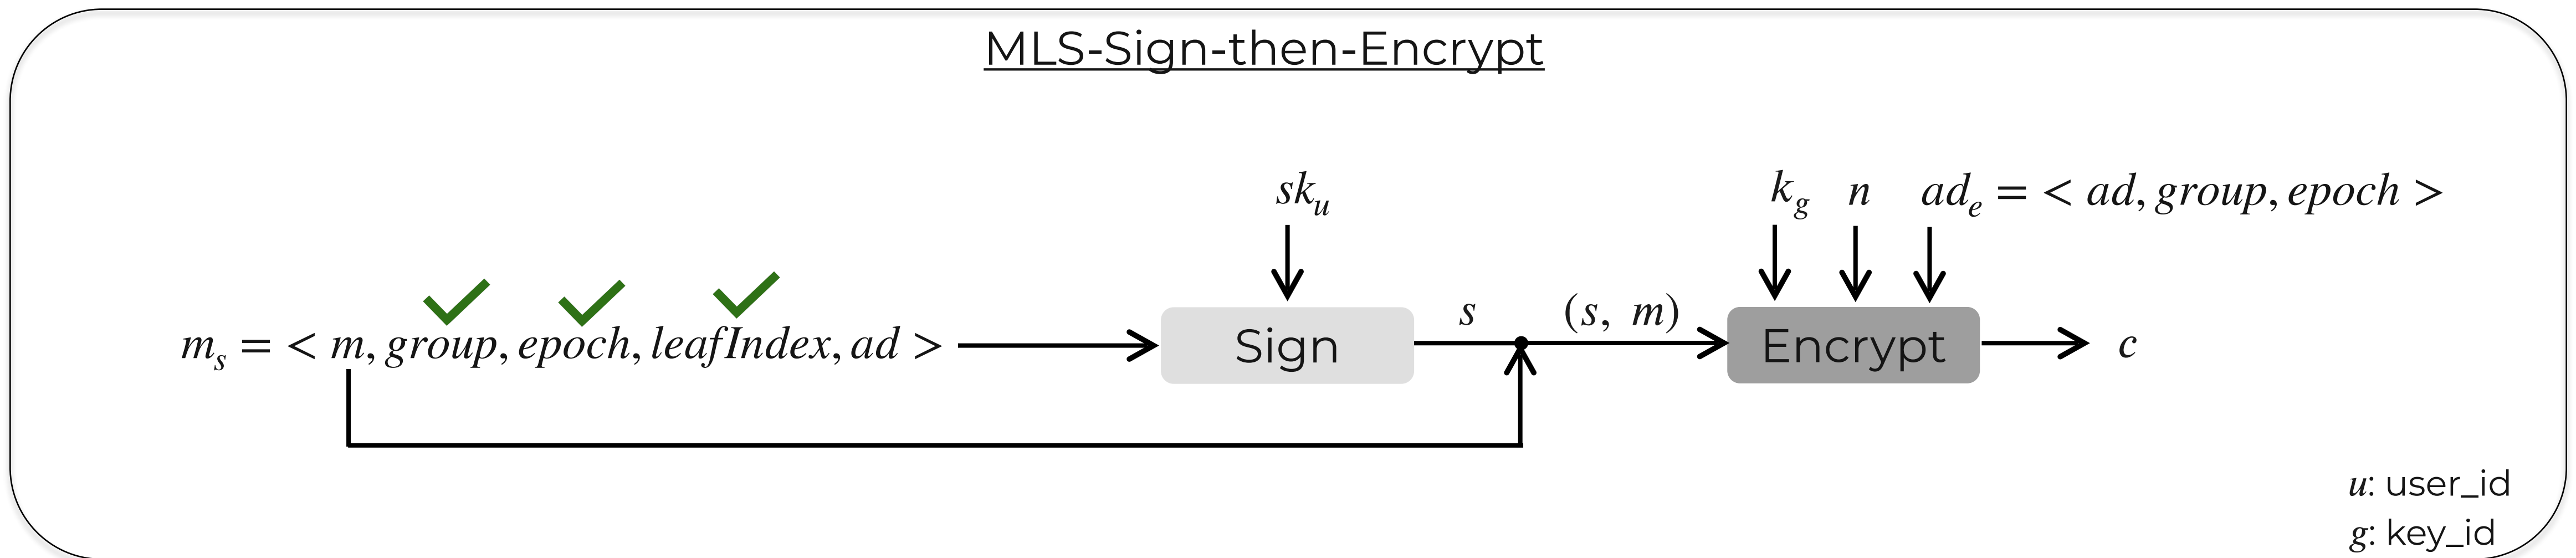 MLS-Sign-then-Encrypt
sk_u
k_g n ad_e = < ad, group, epoch >
m_s = < m, group, epoch, leafIndex, ad >
Sign
s
(s, m)
Encrypt
c
u: user_id
g: key_id